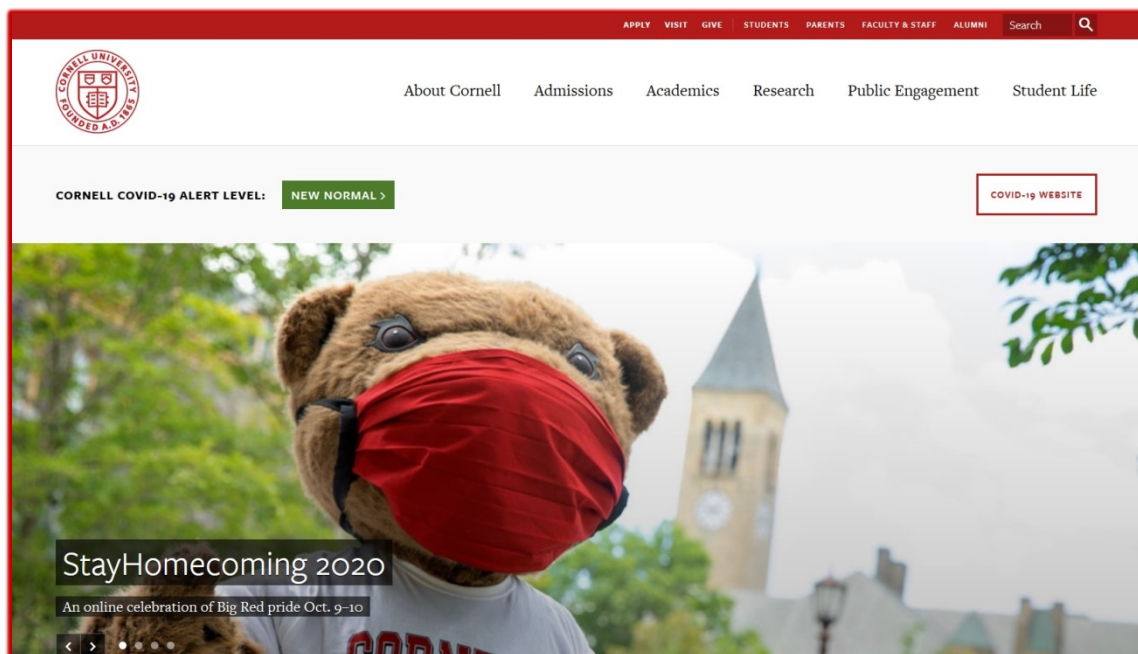 APPLY VISIT GIVE STUDENTS PARENTS FACULTY & STAFF ALUMNI Search
CORNELL UNIVERSITY
FOUNDED A.D. 1865
About Cornell Admissions Academics Research Public Engagement Student Life
CORNELL COVID-19 ALERT LEVEL: NEW NORMAL > COVID-19 WEBSITE
StayHomecoming 2020
An online celebration of Big Red pride Oct. 9–10
< >